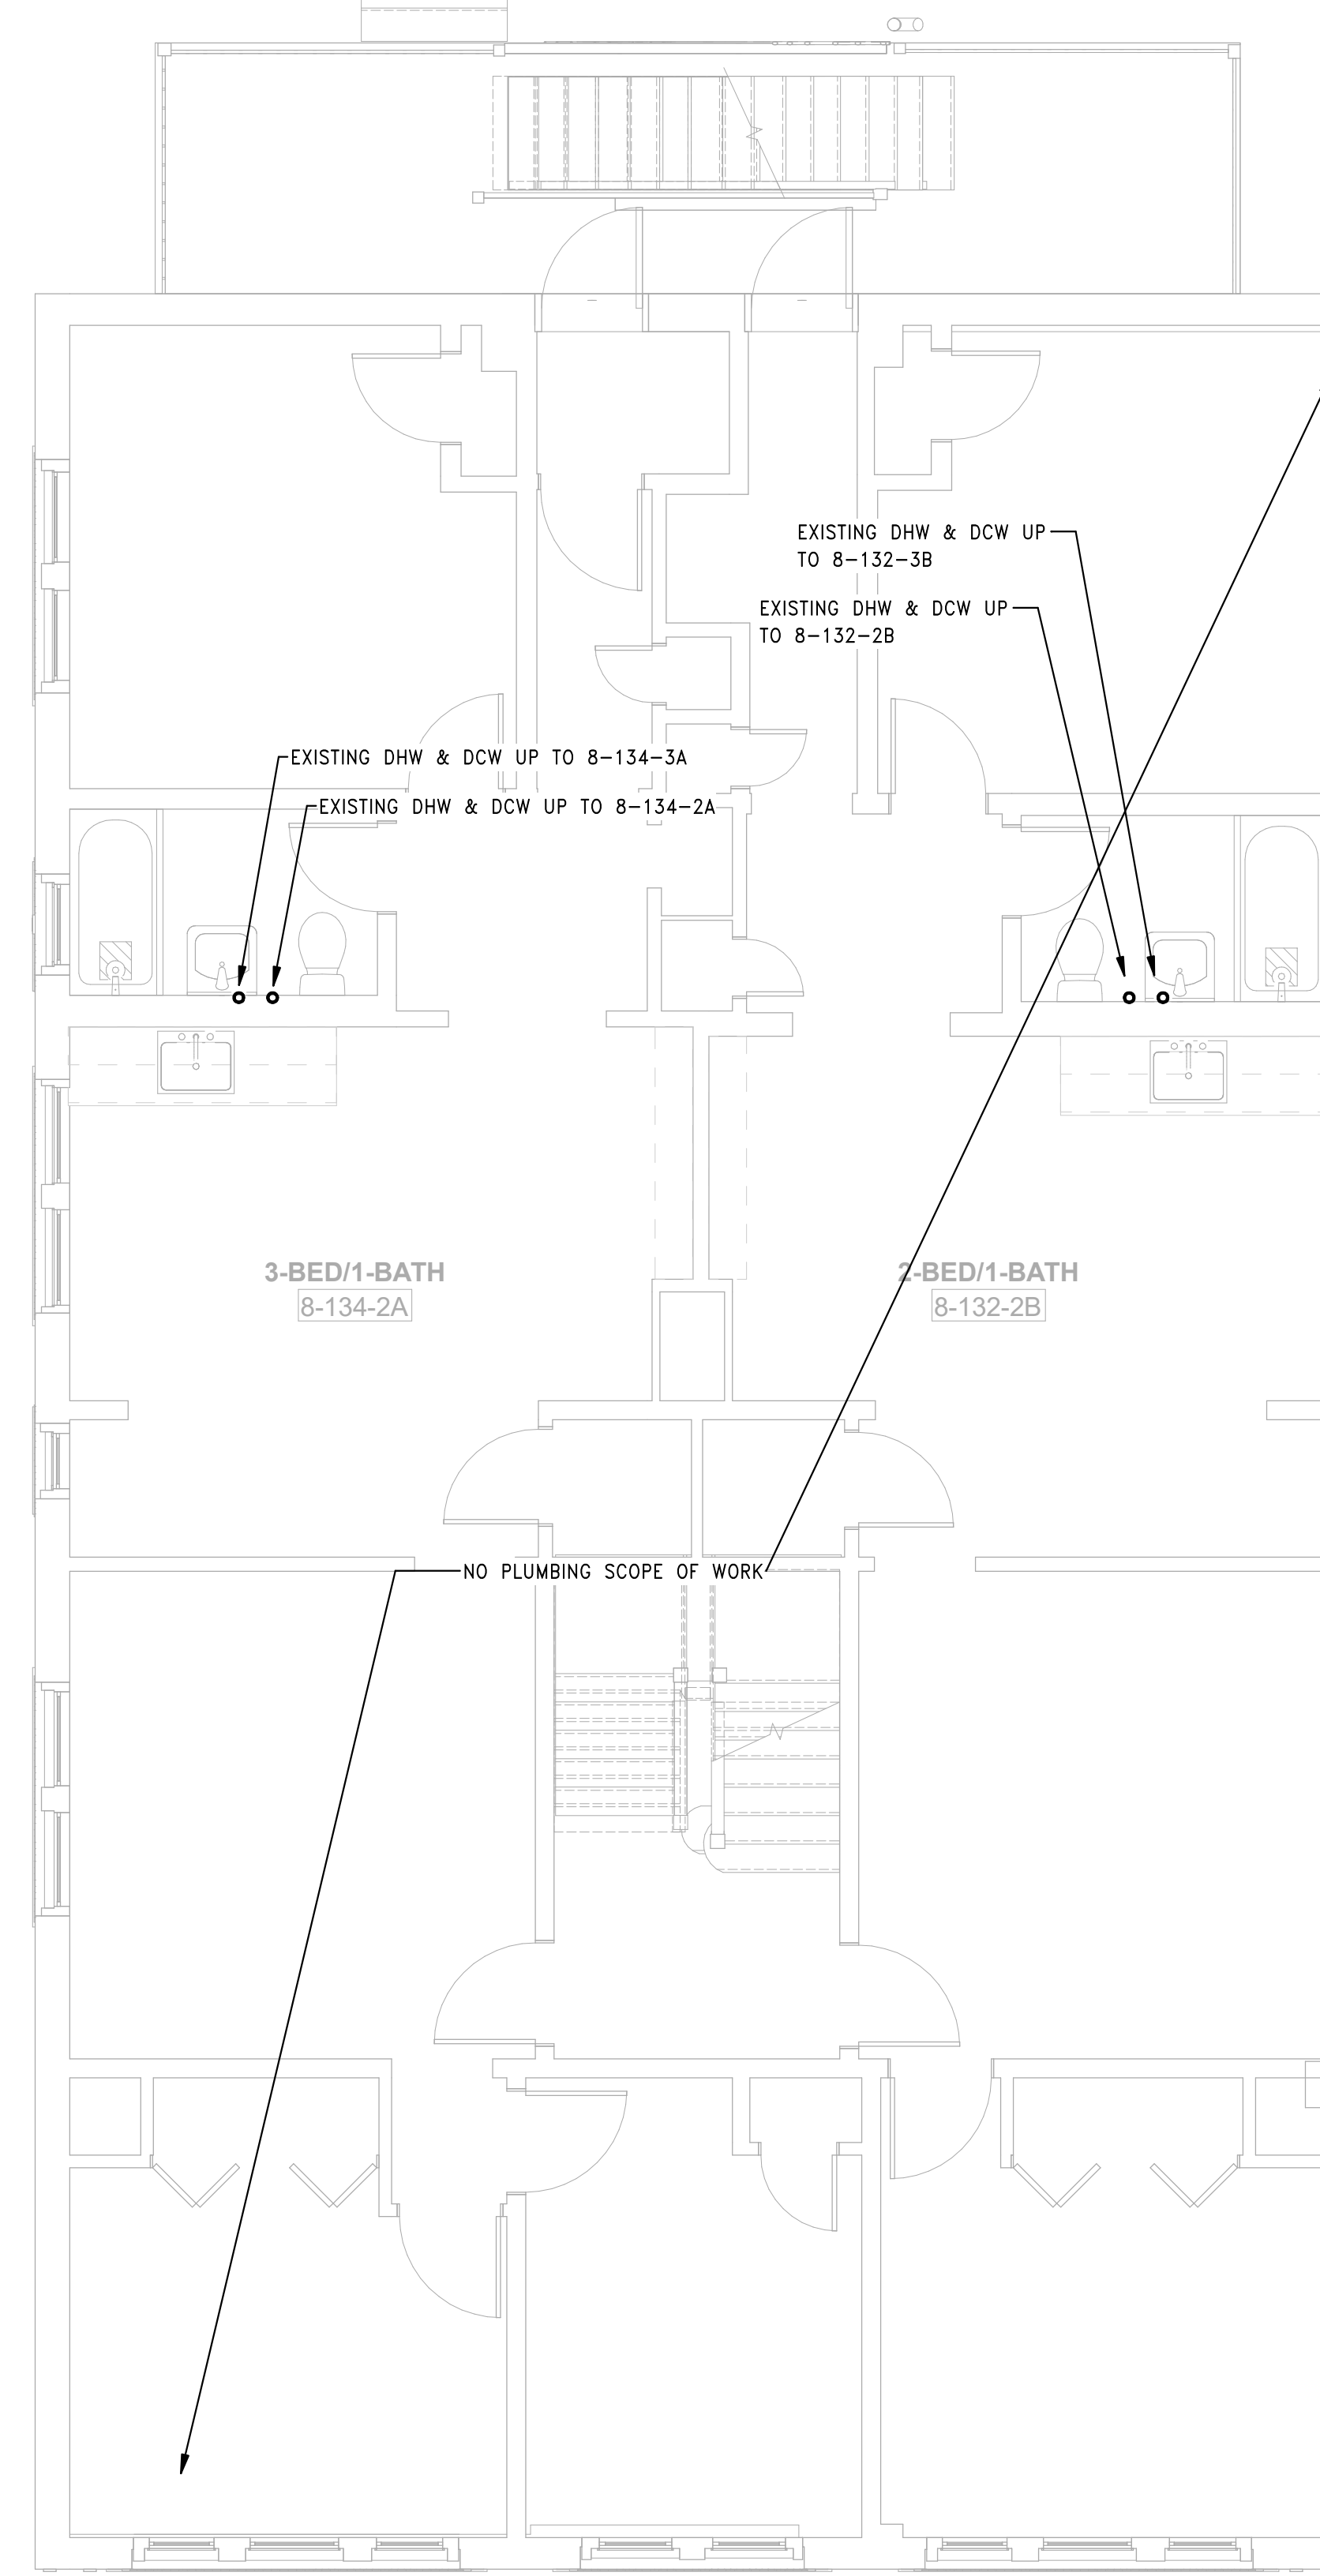 EXISTING DHW & DCW UP
TO 8-132-3B
EXISTING DHW & DCW UP
TO 8-132-2B
EXISTING DHW & DCW UP TO 8-134-3A
EXISTING DHW & DCW UP TO 8-134-2A
3-BED/1-BATH
8-134-2A
2-BED/1-BATH
8-132-2B
NO PLUMBING SCOPE OF WORK